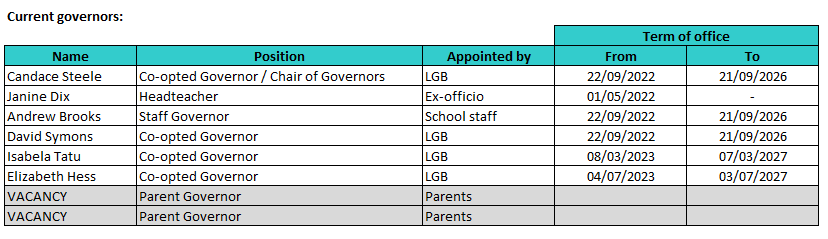 Current governors:
Term of office
Name Position Appointed by From To
Candace Steele Co-opted Governor / Chair of Governors LGB 22/09/2022 21/09/2026
Janine Dix Headteacher Ex-officio 01/05/2022 -
Andrew Brooks Staff Governor School staff 22/09/2022 21/09/2026
David Symons Co-opted Governor LGB 22/09/2022 21/09/2026
Isabela Tatu Co-opted Governor LGB 08/03/2023 07/03/2027
Elizabeth Hess Co-opted Governor LGB 04/07/2023 03/07/2027
VACANCY Parent Governor Parents
VACANCY Parent Governor Parents